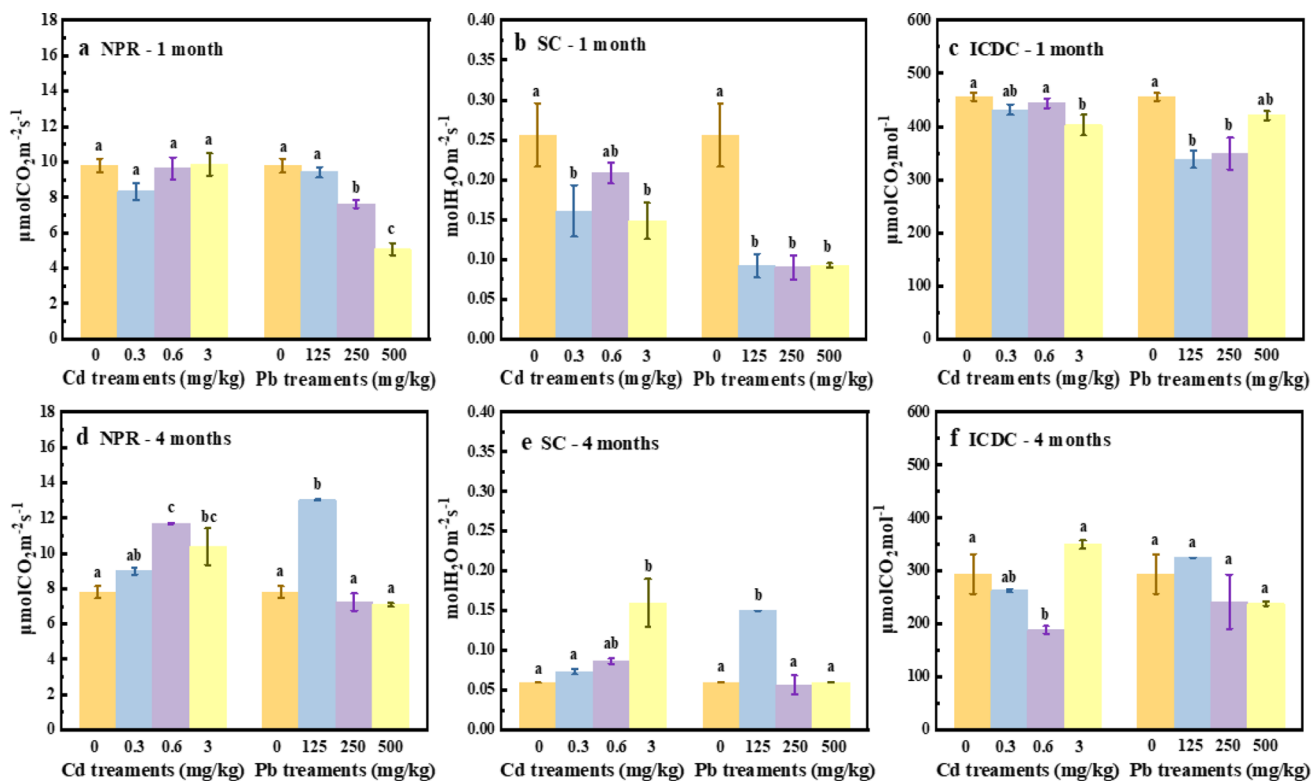 a NPR - 1 month
μmolCO₂m⁻²s⁻¹
18
16
14
12
10
8
6
4
2
0
a a a a a a b c
0 0.3 0.6 3 0 125 250 500
Cd treaments (mg/kg) Pb treaments (mg/kg)
b SC - 1 month
molH₂Om⁻²s⁻¹
0.40
0.35
0.30
0.25
0.20
0.15
0.10
0.05
0.00
a b ab b a b b b
0 0.3 0.6 3 0 125 250 500
Cd treaments (mg/kg) Pb treaments (mg/kg)
c ICDC - 1 month
μmolCO₂mol⁻¹
600
500
400
300
200
100
0
a ab a b a b b ab
0 0.3 0.6 3 0 125 250 500
Cd treaments (mg/kg) Pb treaments (mg/kg)
d NPR - 4 months
μmolCO₂m⁻²s⁻¹
18
16
14
12
10
8
6
4
2
0
a ab c bc a b a a
0 0.3 0.6 3 0 125 250 500
Cd treaments (mg/kg) Pb treaments (mg/kg)
e SC - 4 months
molH₂Om⁻²s⁻¹
0.40
0.35
0.30
0.25
0.20
0.15
0.10
0.05
0.00
a a ab b a b a a
0 0.3 0.6 3 0 125 250 500
Cd treaments (mg/kg) Pb treaments (mg/kg)
f ICDC - 4 months
μmolCO₂mol⁻¹
600
500
400
300
200
100
0
a ab b a a a a a
0 0.3 0.6 3 0 125 250 500
Cd treaments (mg/kg) Pb treaments (mg/kg)